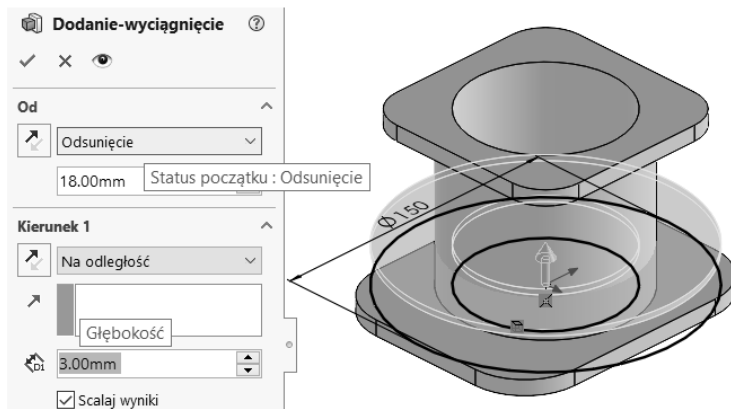 Dodanie-wyciągnięcie
Od
Odsunięcie
18.00mm
Status początku : Odsunięcie
Kierunek 1
Na odległość
Głębokość
D1
3.00mm
Scalaj wyniki
Ø150